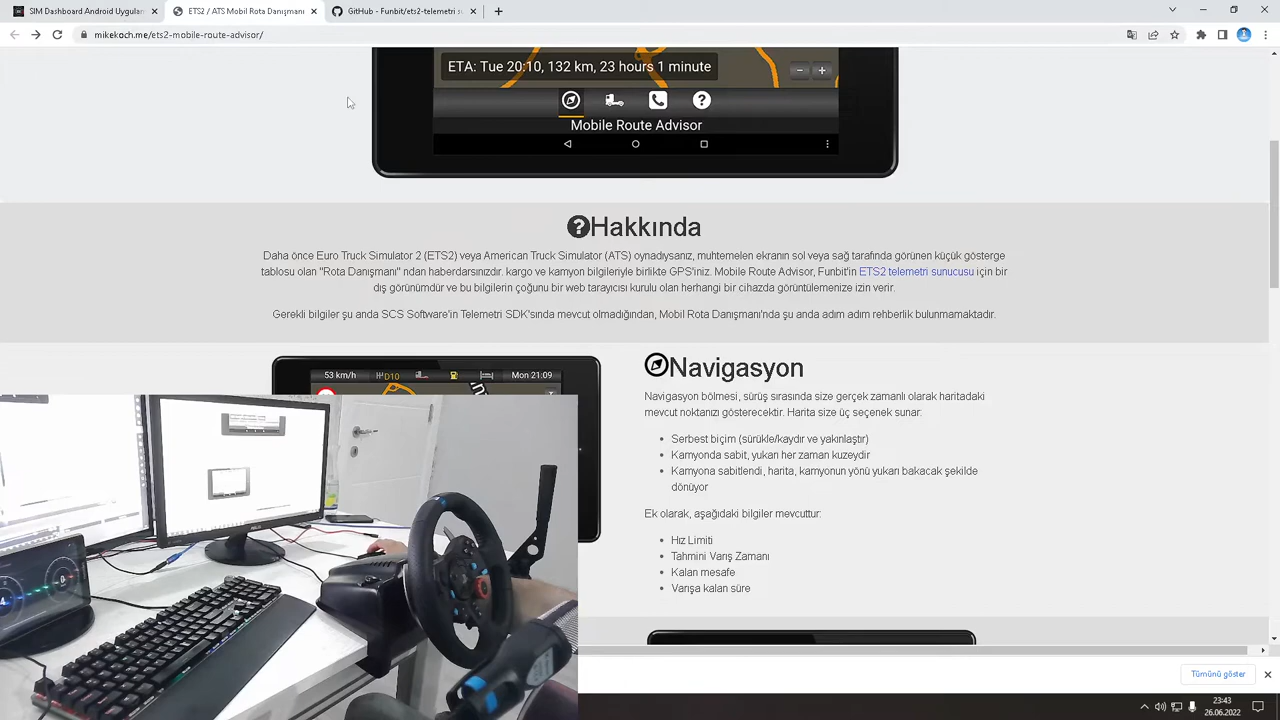 SIM Dashboard Android Uygulan
ETS2 / ATS Mobil Rota Danışmanı
GitHub - Funbit/ets2-telemetri s
mikekoch.me/ets2-mobile-route-advisor/
ETA: Tue 20:10, 132 km, 23 hours 1 minute
Mobile Route Advisor
Hakkında
Daha önce Euro Truck Simulator 2 (ETS2) veya American Truck Simulator (ATS) oynadıysanız, muhtemelen ekranın sol veya sağ tarafında görünen küçük gösterge
tablosu olan "Rota Danışmanı" ndan haberdarsınızdır. kargo ve kamyon bilgileriyle birlikte GPS'iniz. Mobile Route Advisor, Funbit'in ETS2 telemetri sunucusu için bir
dış görünümdür ve bu bilgilerin çoğunu bir web tarayıcısı kurulu olan herhangi bir cihazda görüntülemenize izin verir.
Gerekli bilgiler şu anda SCS Software'in Telemetri SDK'sında mevcut olmadığından, Mobil Rota Danışmanı'nda şu anda adım adım rehberlik bulunmamaktadır.
53 km/h D10 Mon 21:09
Navigasyon
Navigasyon bölmesi, sürüş sırasında size gerçek zamanlı olarak haritadaki
mevcut noktanızı gösterecektir. Harita size üç seçenek sunar:
Serbest biçim (sürükle/kaydır ve yakınlaştır)
Kamyonda sabit, yukarı her zaman kuzeydir
Kamyona sabitlendi, harita, kamyonun yönü yukarı bakacak şekilde
dönüyor
Ek olarak, aşağıdaki bilgiler mevcuttur:
Hız Limiti
Tahmini Varış Zamanı
Kalan mesafe
Varışa kalan süre
Tümünü göster
23:43
26.06.2022